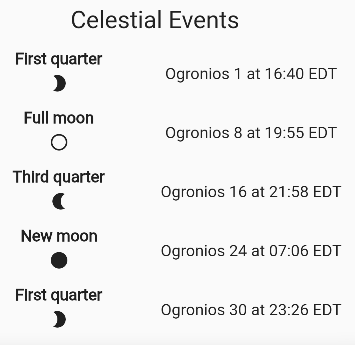 Celestial Events
First quarter
Ogronios 1 at 16:40 EDT
Full moon
Ogronios 8 at 19:55 EDT
Third quarter
Ogronios 16 at 21:58 EDT
New moon
Ogronios 24 at 07:06 EDT
First quarter
Ogronios 30 at 23:26 EDT